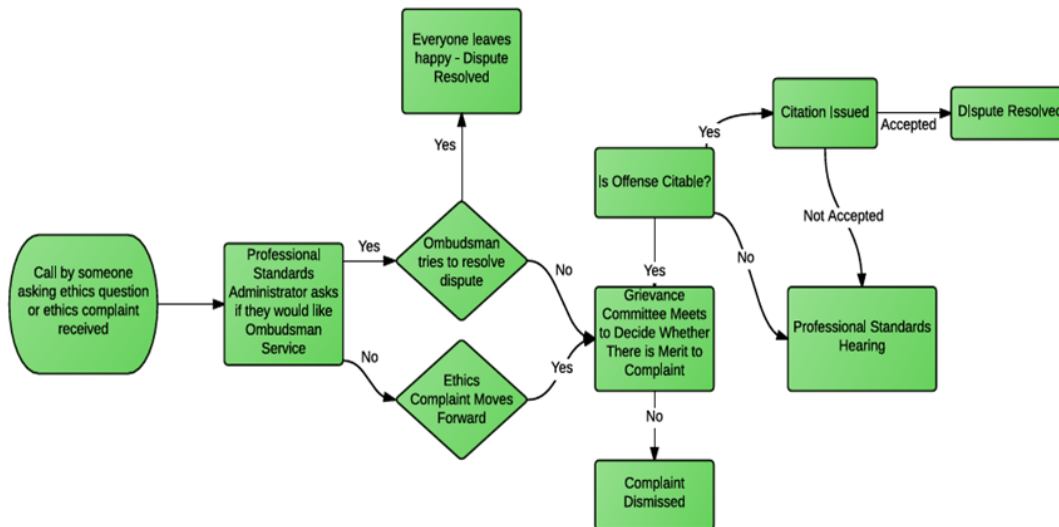 Everyone leaves
happy - Dispute
Resolved
Yes
Citation Issued
Accepted
Dispute Resolved
Yes
Is Offense Citable?
Not Accepted
No
Yes
Call by someone
asking ethics question
or ethics complaint
received
Professional
Standards
Administrator asks
if they would like
Ombudsman
Service
Yes
No
Ombudsman
tries to resolve
dispute
No
Ethics
Complaint Moves
Forward
Yes
Grievance
Committee Meets
to Decide Whether
There is Merit to
Complaint
Professional Standards
Hearing
No
Complaint
Dismissed